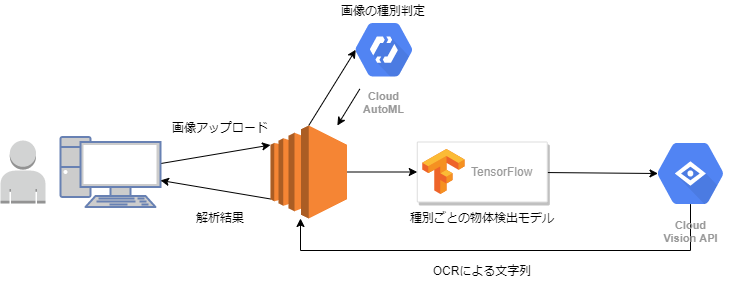 画像の種別判定
Cloud
AutoML
画像アップロード
解析結果
TensorFlow
種別ごとの物体検出モデル
Cloud
Vision API
OCRによる文字列